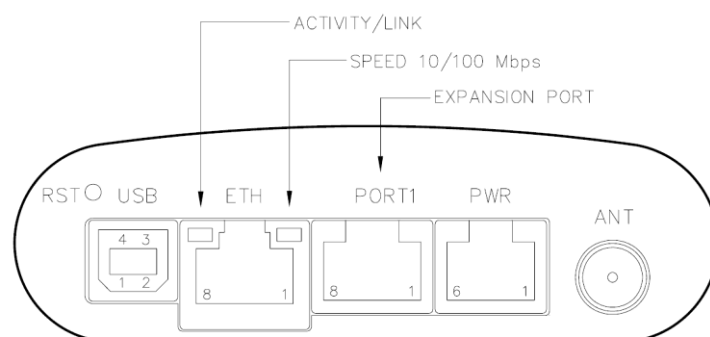 ACTIVITY/LINK
SPEED 10/100 Mbps
EXPANSION PORT
RST USB ETH PORT1 PWR
ANT
4 3
1 2
8 1
8 1
6 1